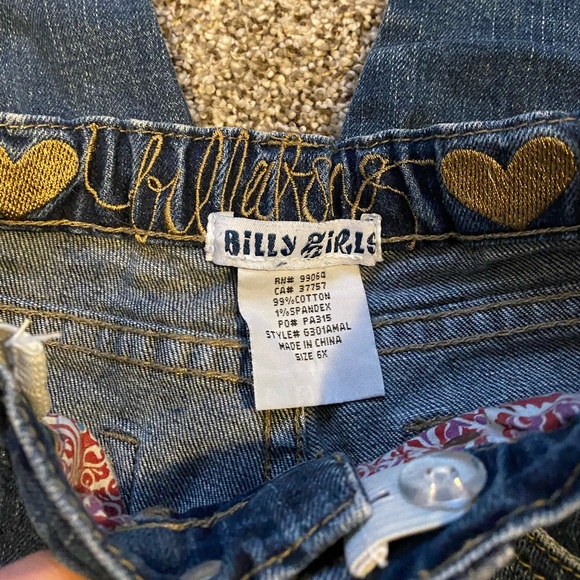 billabong
BILLY GIRLS
RN# 99064
CA# 37757
99%COTTON
1%SPANDEX
PO# PA315
STYLE# G301AMAL
MADE IN CHINA
SIZE 6X